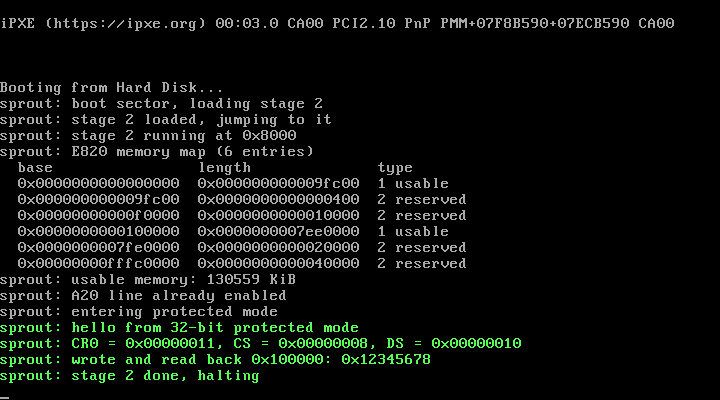 iPXE (https://ipxe.org) 00:03.0 CA00 PCI2.10 PnP PMM+07F8B590+07ECB590 CA00
Booting from Hard Disk...
sprout: boot sector, loading stage 2
sprout: stage 2 loaded, jumping to it
sprout: stage 2 running at 0x8000
sprout: E820 memory map (6 entries)
base length type
0x0000000000000000 0x000000000009fc00 1 usable
0x000000000009fc00 0x0000000000000400 2 reserved
0x00000000000f0000 0x0000000000010000 2 reserved
0x0000000000100000 0x0000000007ee0000 1 usable
0x0000000007fe0000 0x0000000000020000 2 reserved
0x00000000fffc0000 0x0000000000040000 2 reserved
sprout: usable memory: 130559 KiB
sprout: A20 line already enabled
sprout: entering protected mode
sprout: hello from 32-bit protected mode
sprout: CR0 = 0x00000011, CS = 0x00000008, DS = 0x00000010
sprout: wrote and read back 0x100000: 0x12345678
sprout: stage 2 done, halting